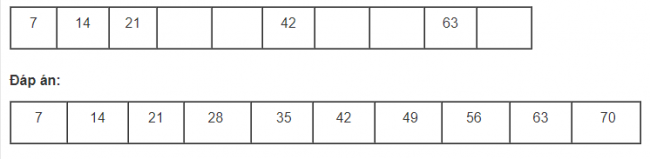 7 14 21 42 63
Đáp án:
7 14 21 28 35 42 49 56 63 70